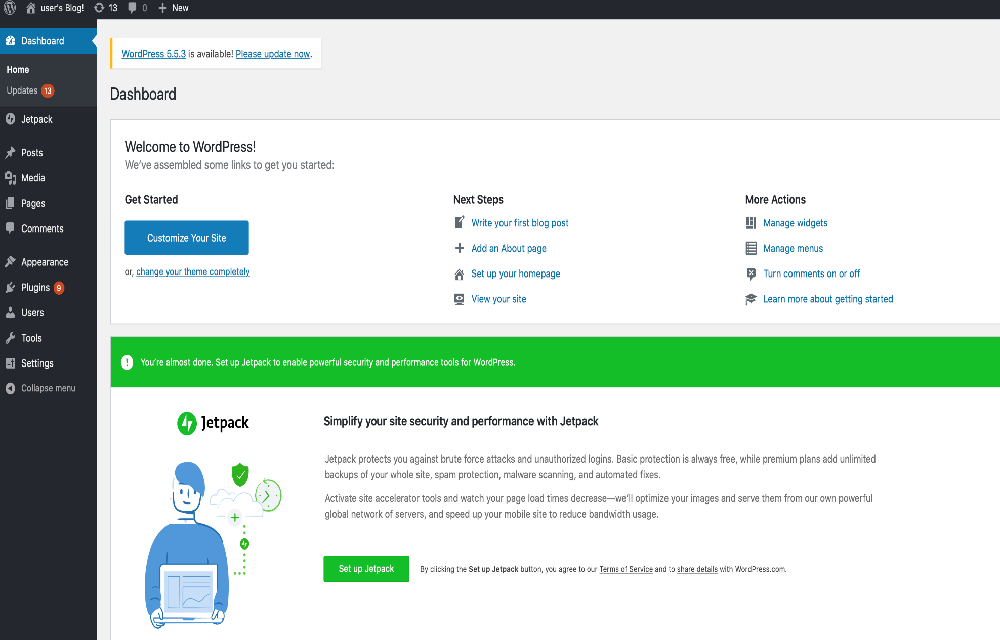 user's Blog! 13 0 New
Dashboard
Home
Updates 13
Jetpack
Posts
Media
Pages
Comments
Appearance
Plugins 9
Users
Tools
Settings
Collapse menu
WordPress 5.5.3 is available! Please update now.
Dashboard
Welcome to WordPress!
We’ve assembled some links to get you started:
Get Started
Customize Your Site
or, change your theme completely
Next Steps
Write your first blog post
Add an About page
Set up your homepage
View your site
More Actions
Manage widgets
Manage menus
Turn comments on or off
Learn more about getting started
You’re almost done. Set up Jetpack to enable powerful security and performance tools for WordPress.
Jetpack
Simplify your site security and performance with Jetpack
Jetpack protects you against brute force attacks and unauthorized logins. Basic protection is always free, while premium plans add unlimited
backups of your whole site, spam protection, malware scanning, and automated fixes.
Activate site accelerator tools and watch your page load times decrease—we’ll optimize your images and serve them from our own powerful
global network of servers, and speed up your mobile site to reduce bandwidth usage.
Set up Jetpack
By clicking the Set up Jetpack button, you agree to our Terms of Service and to share details with WordPress.com.